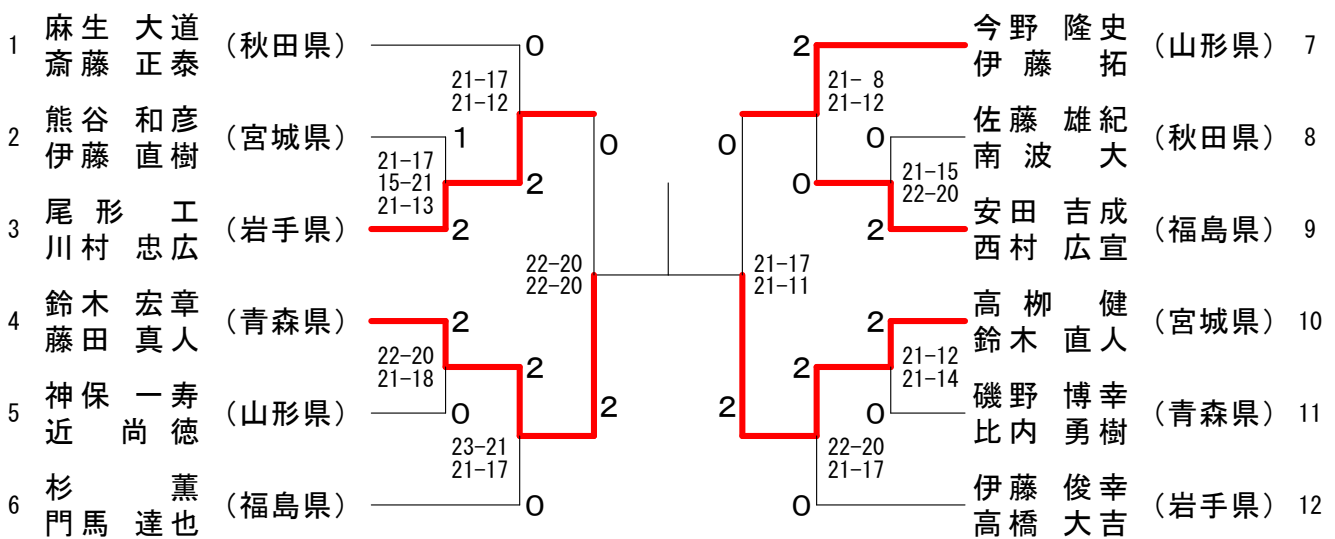 1 麻生 大道 (秋田県)
斎藤 正泰
0
21-17
21-12
2 熊谷 和彦 (宮城県)
伊藤 直樹
1
21-17
15-21
21-13
2
3 尾形 工 (岩手県)
川村 忠広
2
0
22-20
22-20
4 鈴木 宏章 (青森県)
藤田 真人
2
22-20
21-18
2
5 神保 一寿 (山形県)
近 尚徳
0
2
23-21
21-17
6 杉 薫 (福島県)
門馬 達也
0
今野 隆史 (山形県) 7
伊藤 拓
2
21- 8
21-12
佐藤 雄紀 (秋田県) 8
南波 大
0
0
21-15
22-20
0
安田 吉成 (福島県) 9
西村 広宣
2
21-17
21-11
高栁 健 (宮城県) 10
鈴木 直人
2
21-12
21-14
2
磯野 博幸 (青森県) 11
比内 勇樹
0
2
22-20
21-17
伊藤 俊幸 (岩手県) 12
高橋 大吉
0